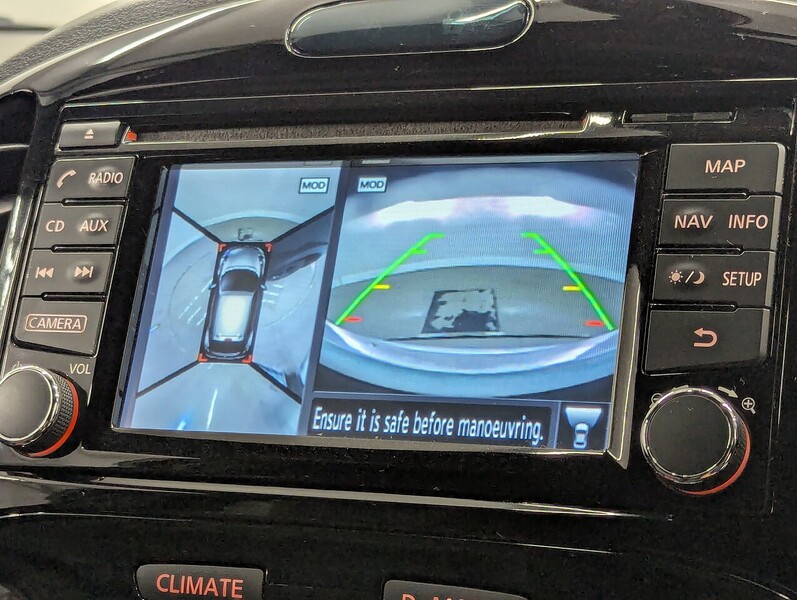 RADIO
CD AUX
CAMERA
VOL
MOD
MOD
Ensure it is safe before manoeuvring.
MAP
NAV INFO
SETUP
CLIMATE